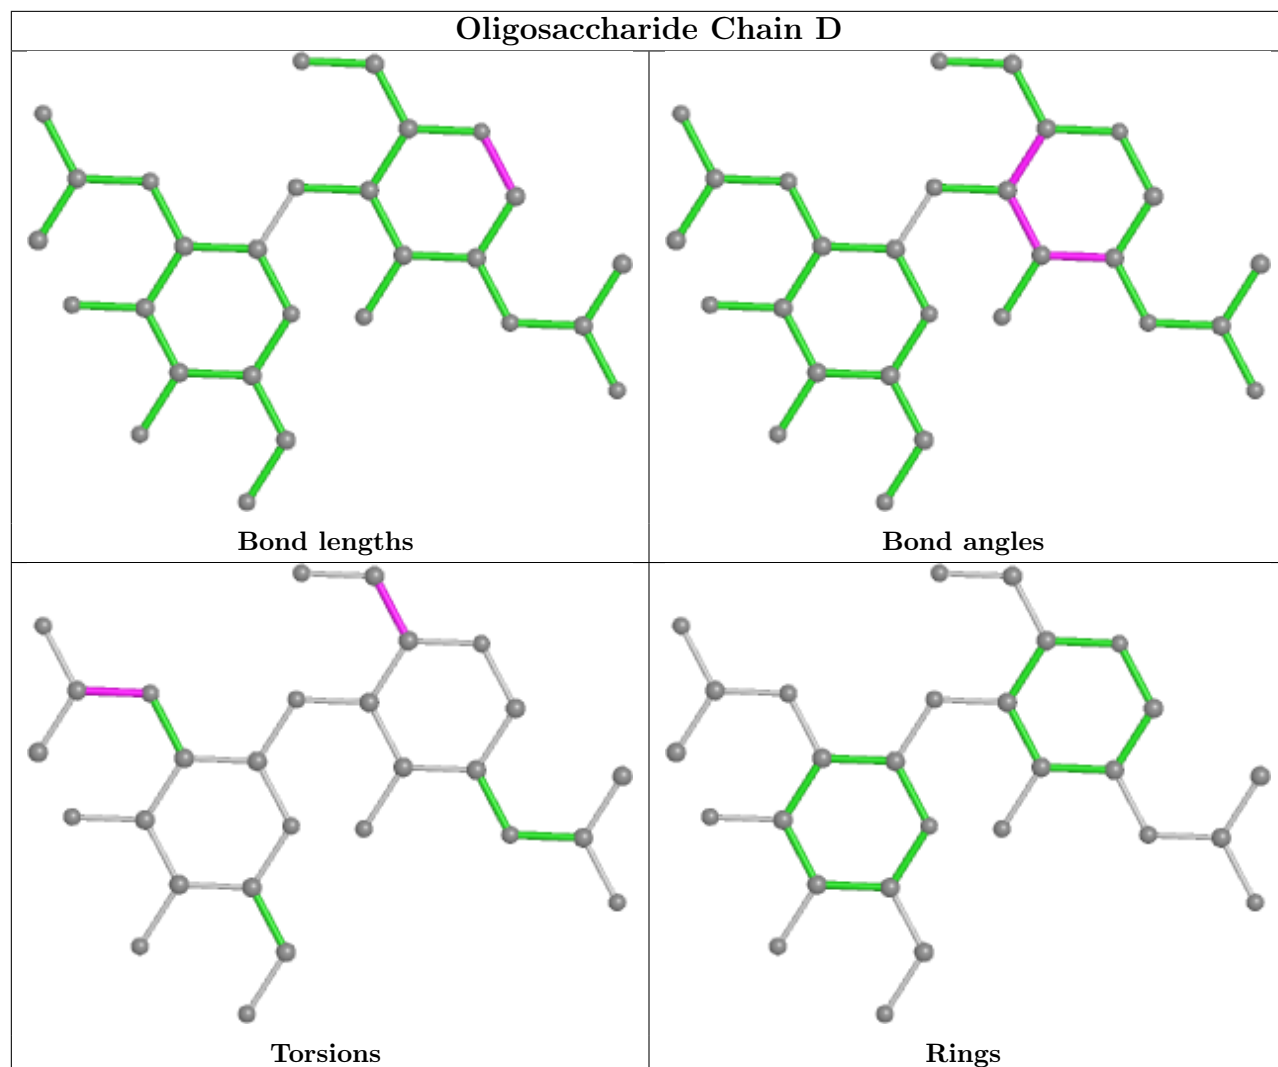 Oligosaccharide Chain D
Bond lengths
Bond angles
Torsions
Rings